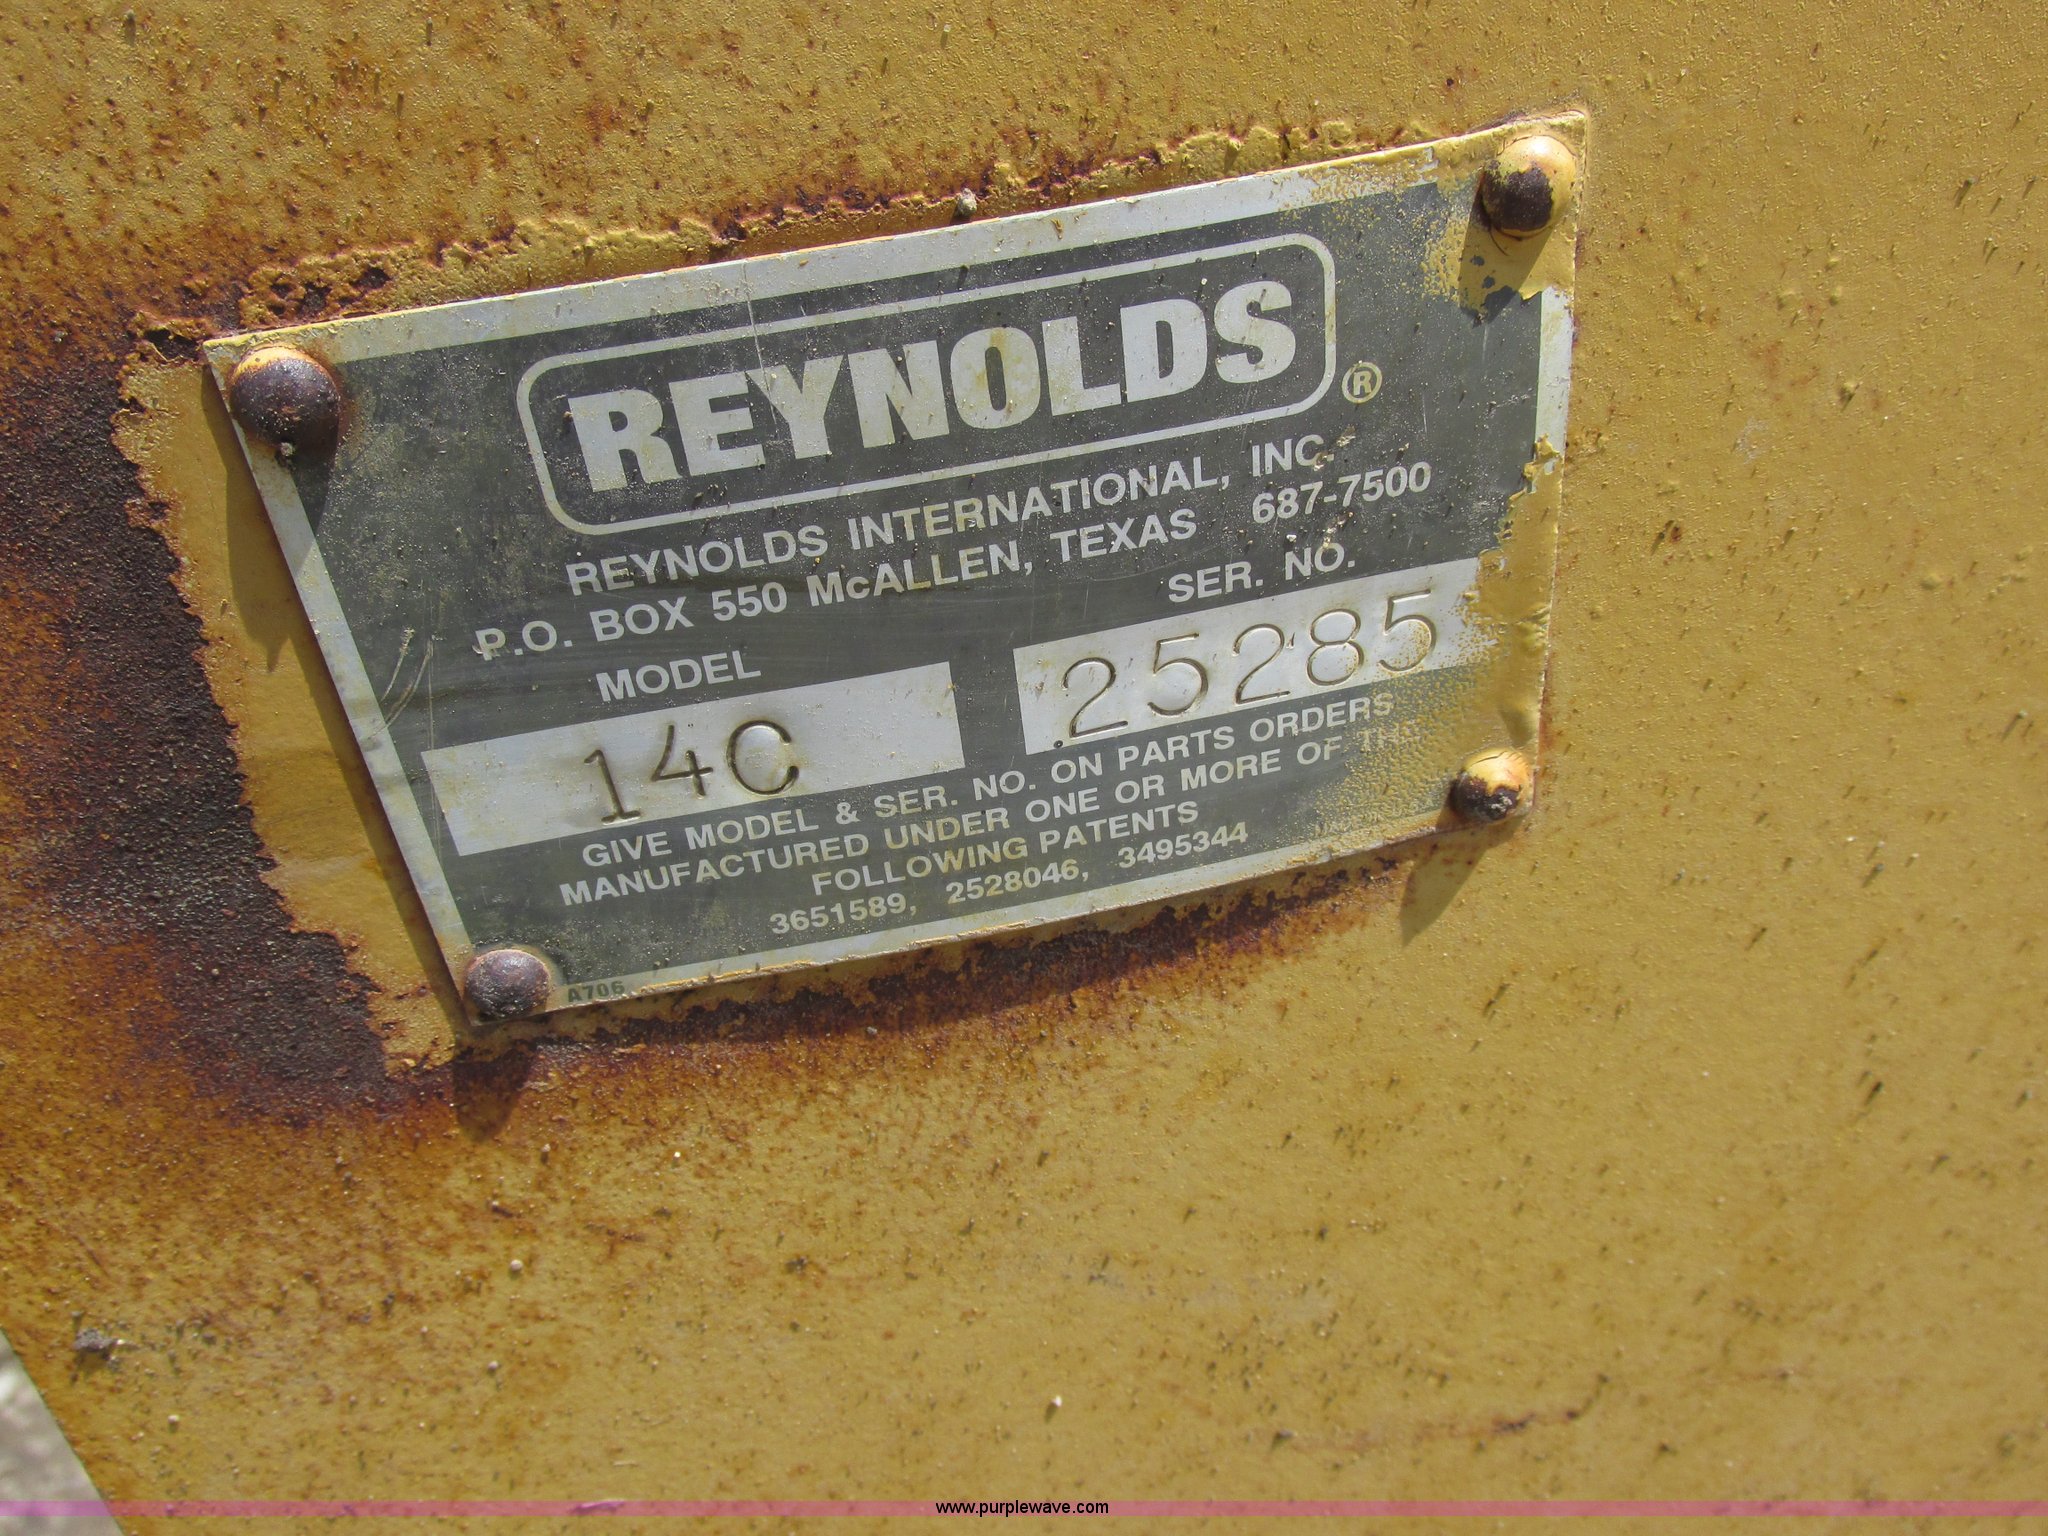 REYNOLDS ®
REYNOLDS INTERNATIONAL, INC.
P.O. BOX 550 McALLEN, TEXAS 687-7500
MODEL SER. NO.
14C 25285
GIVE MODEL & SER. NO. ON PARTS ORDERS
MANUFACTURED UNDER ONE OR MORE OF THE
FOLLOWING PATENTS
3651589, 2528046, 3495344
A706
www.purplewave.com